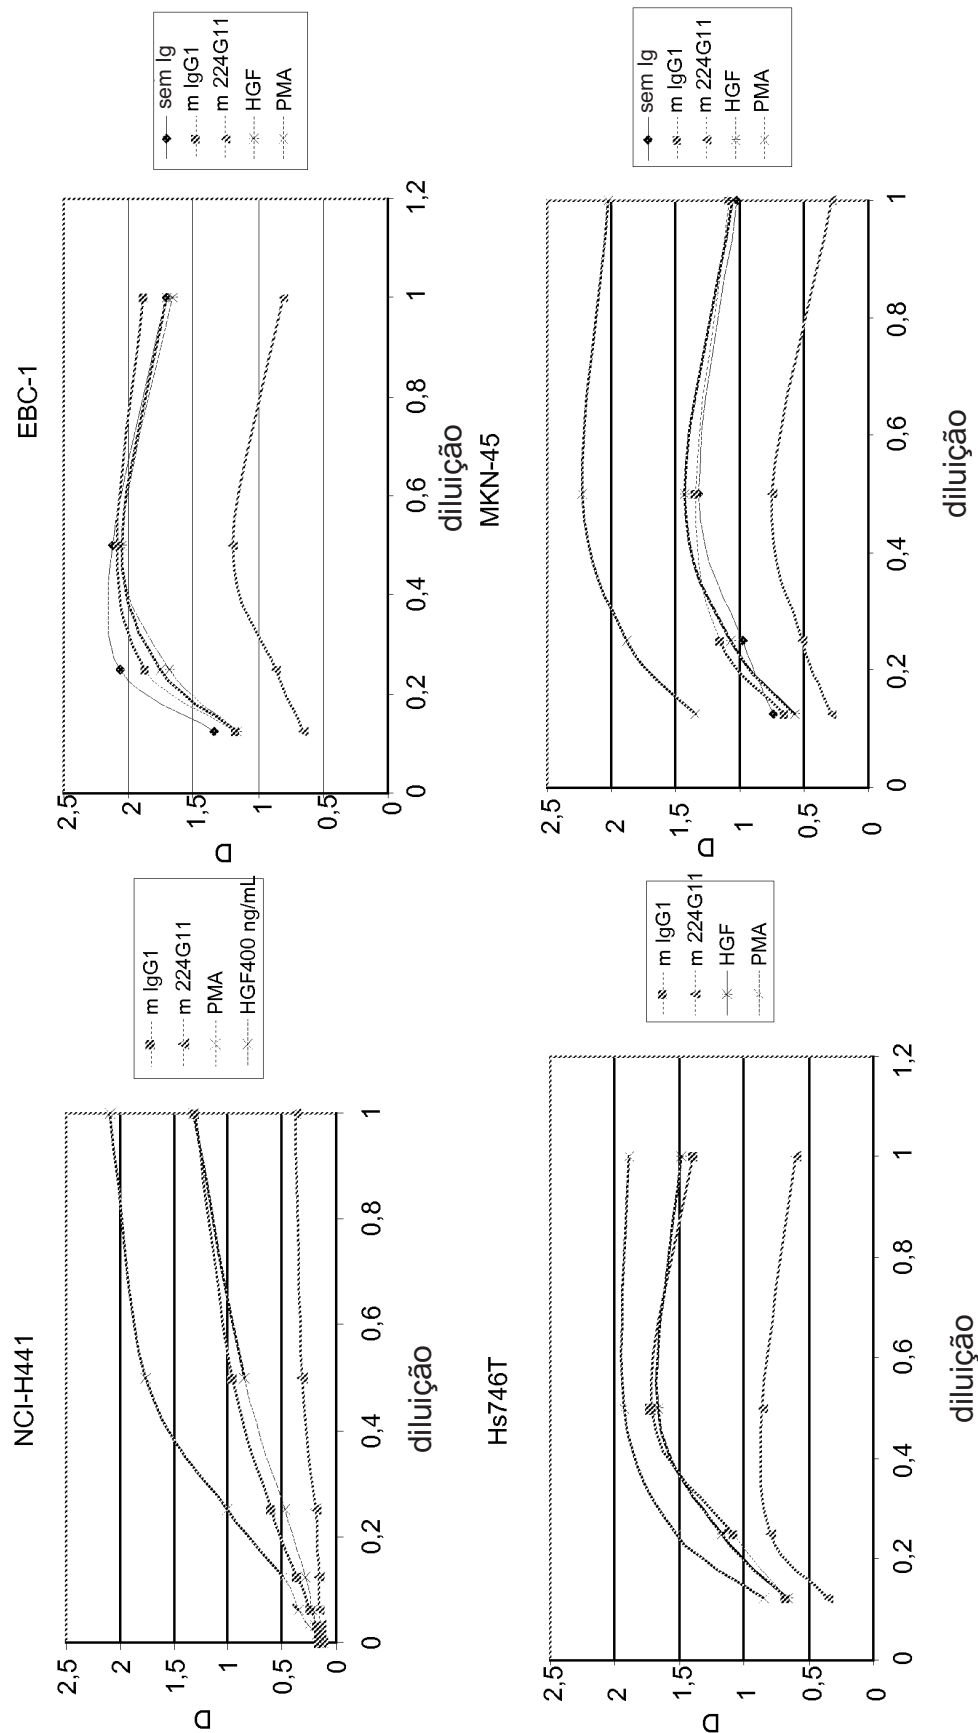 NCI-H441
2,5
2
1,5
1
0,5
0
D
0
0,2
0,4
0,6
0,8
1
diluição
m IgG1
m 224G11
PMA
HGF400 ng/mL
EBC-1
2,5
2
1,5
1
0,5
0
D
0
0,2
0,4
0,6
0,8
1
1,2
diluição
sem Ig
m IgG1
m 224G11
HGF
PMA
Hs746T
2,5
2
1,5
1
0,5
0
D
0
0,2
0,4
0,6
0,8
1
1,2
diluição
m IgG1
m 224G11
HGF
PMA
MKN-45
2,5
2
1,5
1
0,5
0
D
0
0,2
0,4
0,6
0,8
1
diluição
sem Ig
m IgG1
m 224G11
HGF
PMA